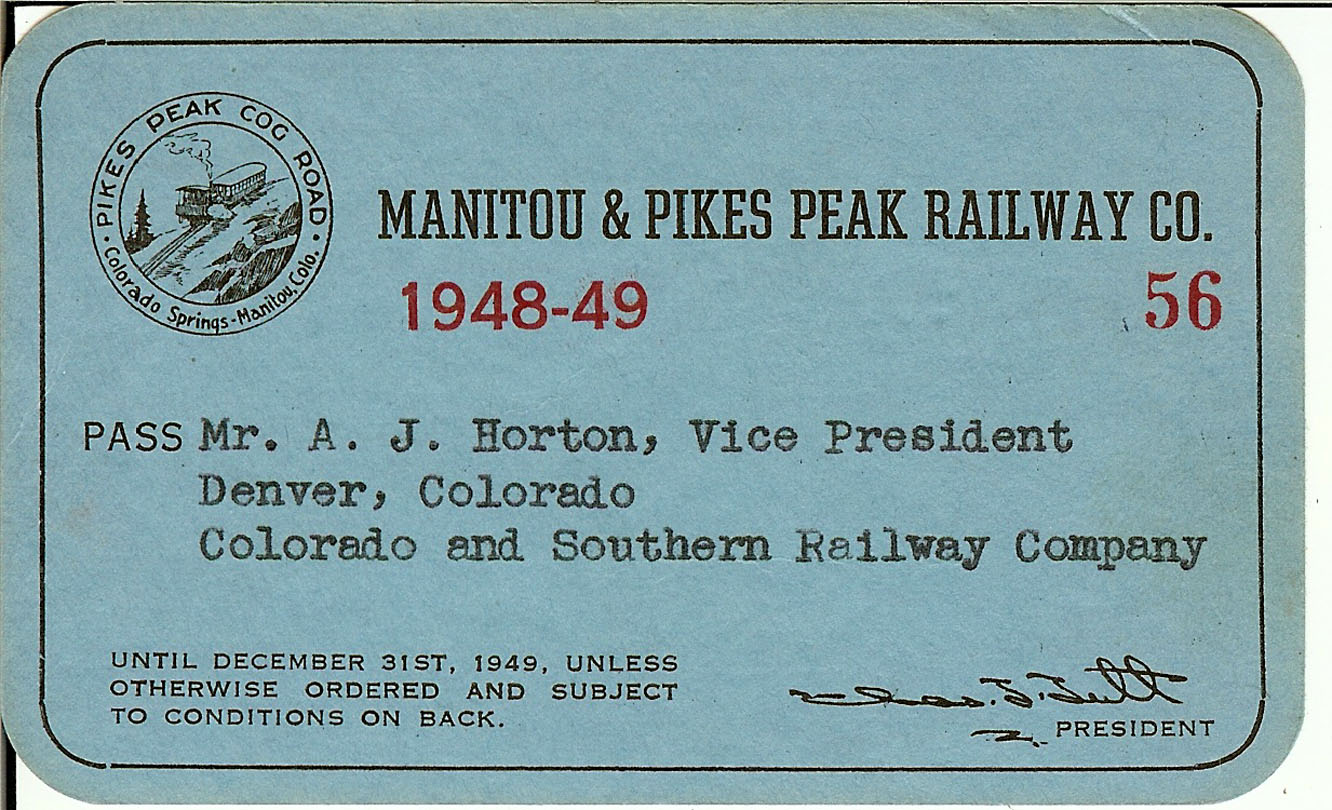 PIKES PEAK COG ROAD
Colorado Springs-Manitou, Colo.
MANITOU & PIKES PEAK RAILWAY CO.
1948-49
56
PASS Mr. A. J. Horton, Vice President
Denver, Colorado
Colorado and Southern Railway Company
UNTIL DECEMBER 31ST, 1949, UNLESS
OTHERWISE ORDERED AND SUBJECT
TO CONDITIONS ON BACK.
PRESIDENT